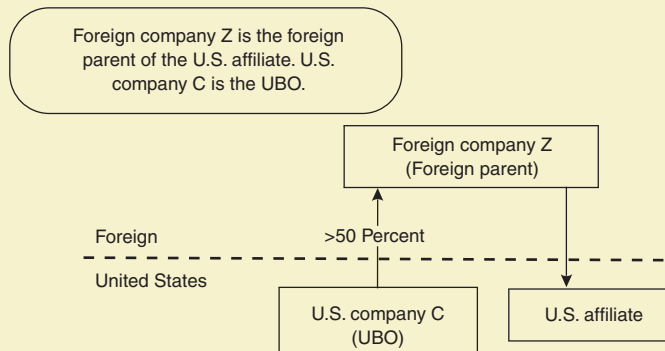 Foreign company Z is the foreign
parent of the U.S. affiliate. U.S.
company C is the UBO.
Foreign company Z
(Foreign parent)
Foreign
>50 Percent
United States
U.S. company C
(UBO)
U.S. affiliate